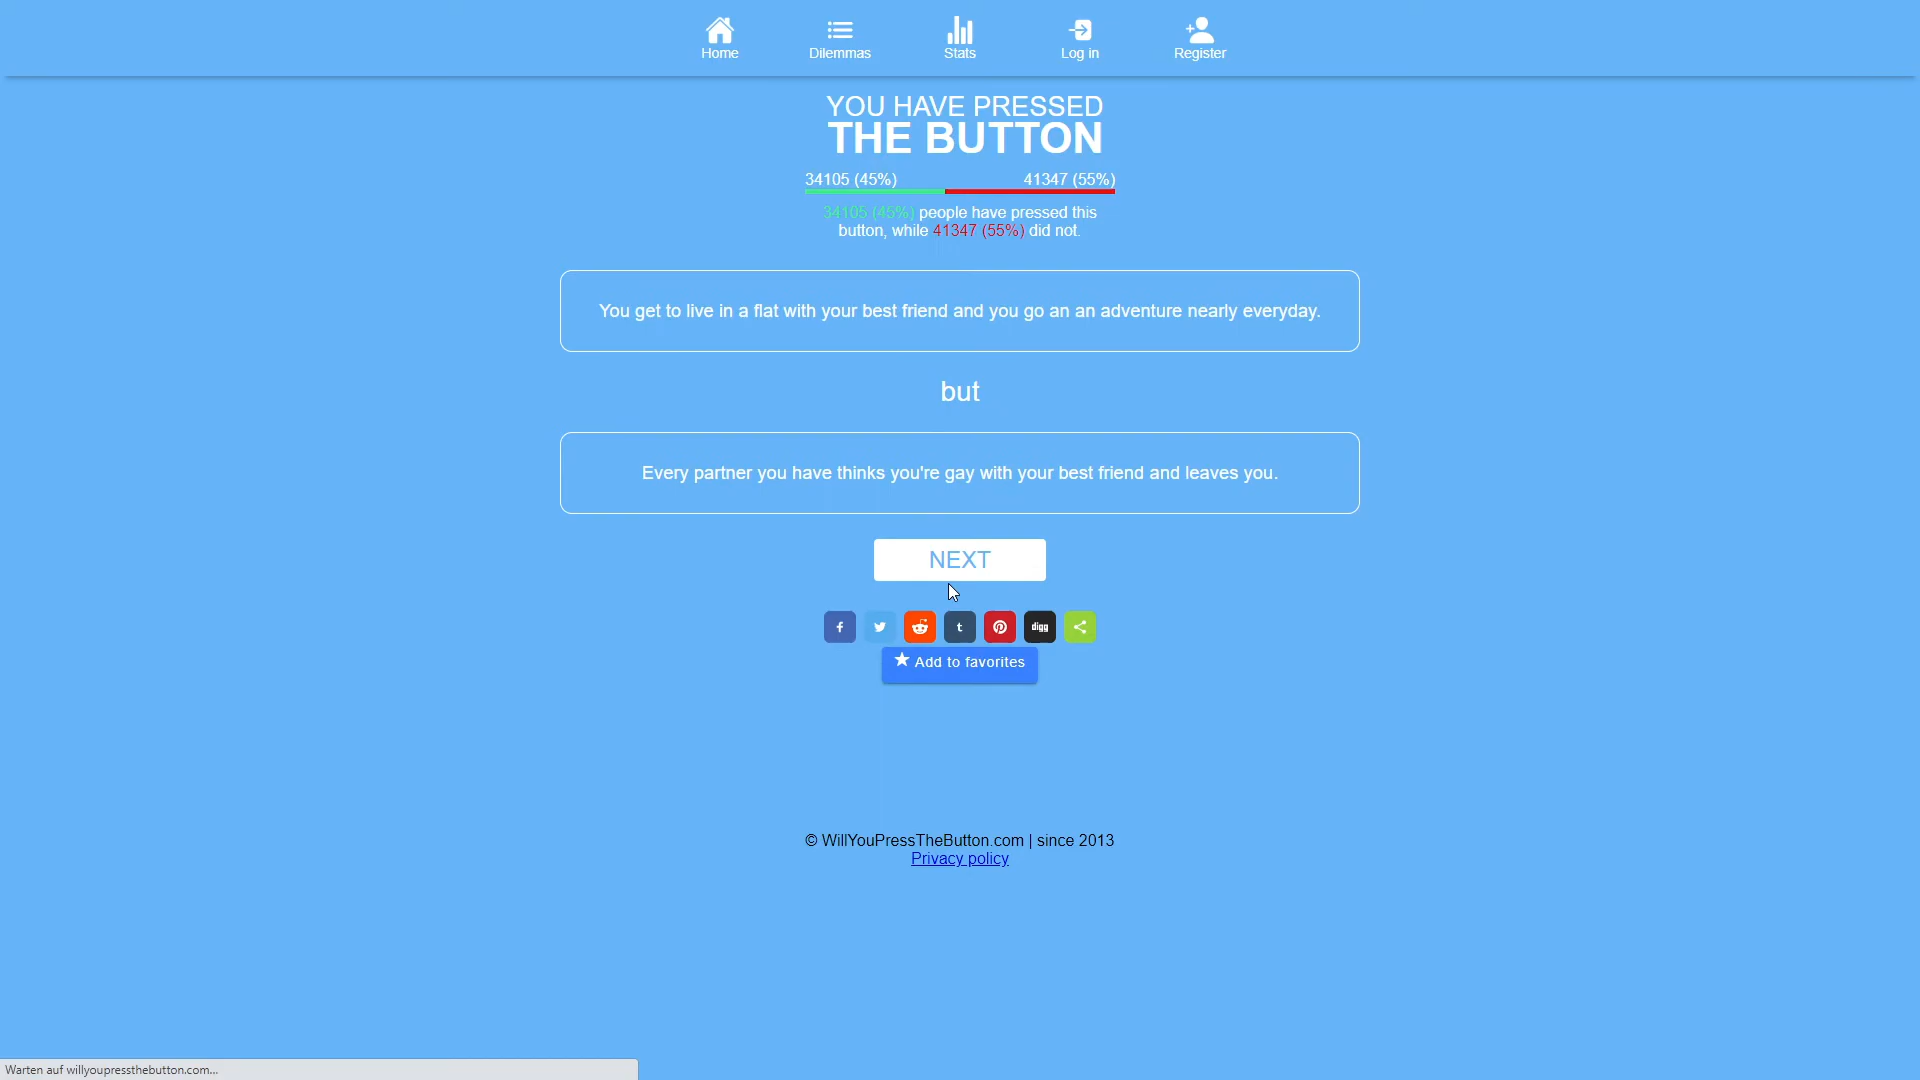 Home
Dilemmas
Stats
Log in
Register
YOU HAVE PRESSED
THE BUTTON
34105 (45%)
41347 (55%)
34105 (45%) people have pressed this
button, while 41347 (55%) did not.
You get to live in a flat with your best friend and you go an an adventure nearly everyday.
but
Every partner you have thinks you're gay with your best friend and leaves you.
NEXT
digg
Add to favorites
© WillYouPressTheButton.com | since 2013
Privacy policy
Warten auf willyoupressthebutton.com...